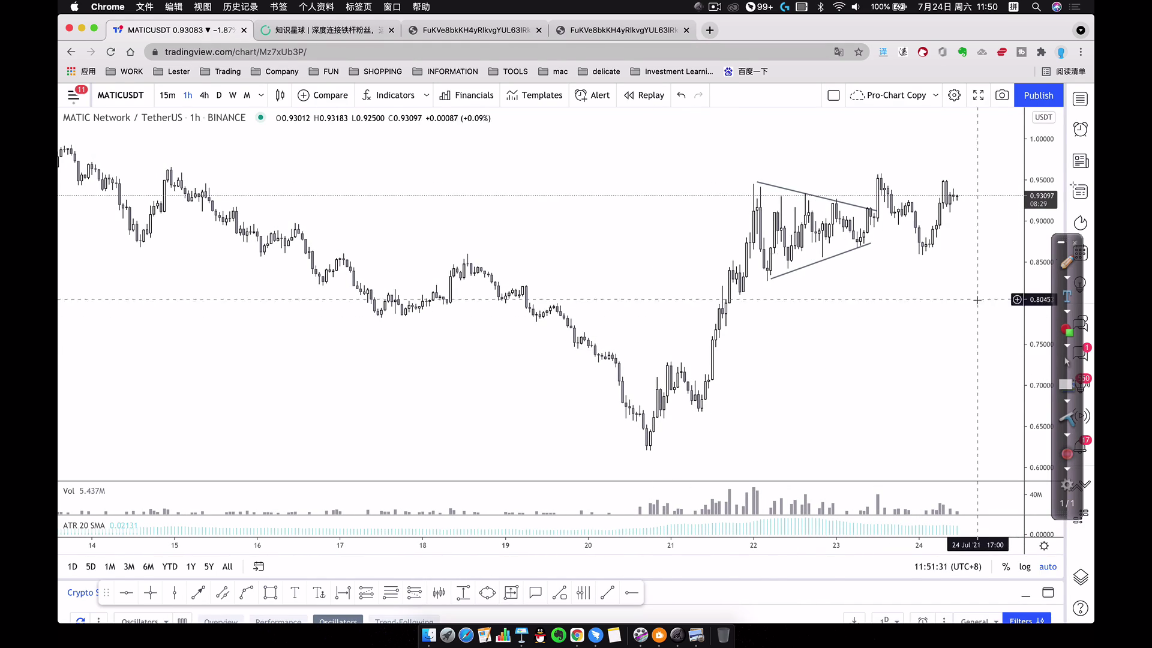 Chrome 文件 编辑 视图 历史记录 书签 个人资料 标签页 窗口 帮助 99+ 100% 7月24日 周六 11:50 拼
MATICUSDT 0.93083 ▼ -1.87% 知识星球 | 深度连接铁杆粉丝, FuKVe8bkKH4yRlkvgYUL63lR FuKVe8bkKH4yRlkvgYUL63lR
tradingview.com/chart/Mz7xUb3P/
应用 WORK Lester Trading Company FUN SHOPPING INFORMATION TOOLS mac delicate Investment Learni... 百度一下 阅读清单
11 MATICUSDT 15m 1h 4h D W M Compare Indicators Financials Templates Alert Replay Pro-Chart Copy Publish
MATIC Network / TetherUS · 1h · BINANCE O0.93012 H0.93183 L0.92500 C0.93097 +0.00087 (+0.09%) USDT
1.00000
0.95000
0.93097
08:29
0.90000
0.85000
0.80453
T
0.75000
1
0.70000
50
0.65000
17
0.60000
1/1
Vol 5.437M 40M
ATR 20 SMA 0.02131 0.00000
14 15 16 17 18 19 20 21 22 23 24 24 Jul '21 17:00
1D 5D 1M 3M 6M YTD 1Y 5Y All 11:51:31 (UTC+8) % log auto
Crypto S T
Oscillators Overview Performance Oscillators Trend-Following 1D General Filters